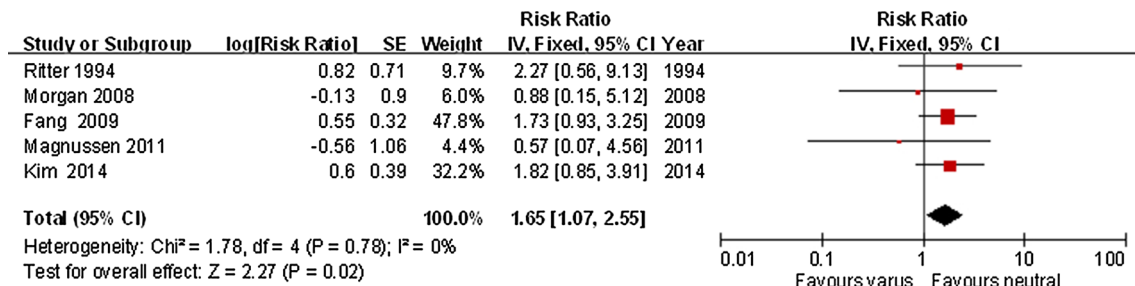 Risk Ratio Risk Ratio
Study or Subgroup log[Risk Ratio] SE Weight IV, Fixed, 95% CI Year IV, Fixed, 95% CI
Ritter 1994 0.82 0.71 9.7% 2.27 [0.56, 9.13] 1994
Morgan 2008 -0.13 0.9 6.0% 0.88 [0.15, 5.12] 2008
Fang 2009 0.55 0.32 47.8% 1.73 [0.93, 3.25] 2009
Magnussen 2011 -0.56 1.06 4.4% 0.57 [0.07, 4.56] 2011
Kim 2014 0.6 0.39 32.2% 1.82 [0.85, 3.91] 2014
Total (95% CI) 100.0% 1.65 [1.07, 2.55]
Heterogeneity: Chi² = 1.78, df = 4 (P = 0.78); I² = 0%
Test for overall effect: Z = 2.27 (P = 0.02)
0.01 0.1 1 10 100
Favours varus Favours neutral